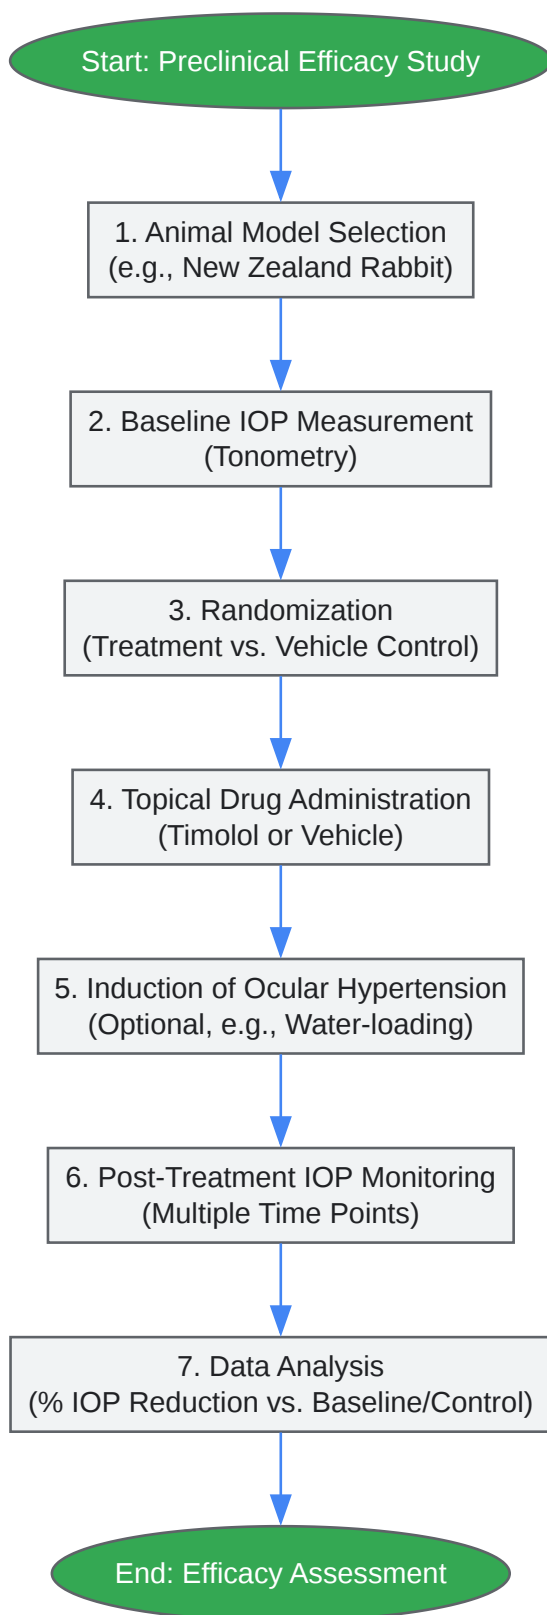 Start: Preclinical Efficacy Study
1. Animal Model Selection
(e.g., New Zealand Rabbit)
2. Baseline IOP Measurement
(Tonometry)
3. Randomization
(Treatment vs. Vehicle Control)
4. Topical Drug Administration
(Timolol or Vehicle)
5. Induction of Ocular Hypertension
(Optional, e.g., Water-loading)
6. Post-Treatment IOP Monitoring
(Multiple Time Points)
7. Data Analysis
(% IOP Reduction vs. Baseline/Control)
End: Efficacy Assessment